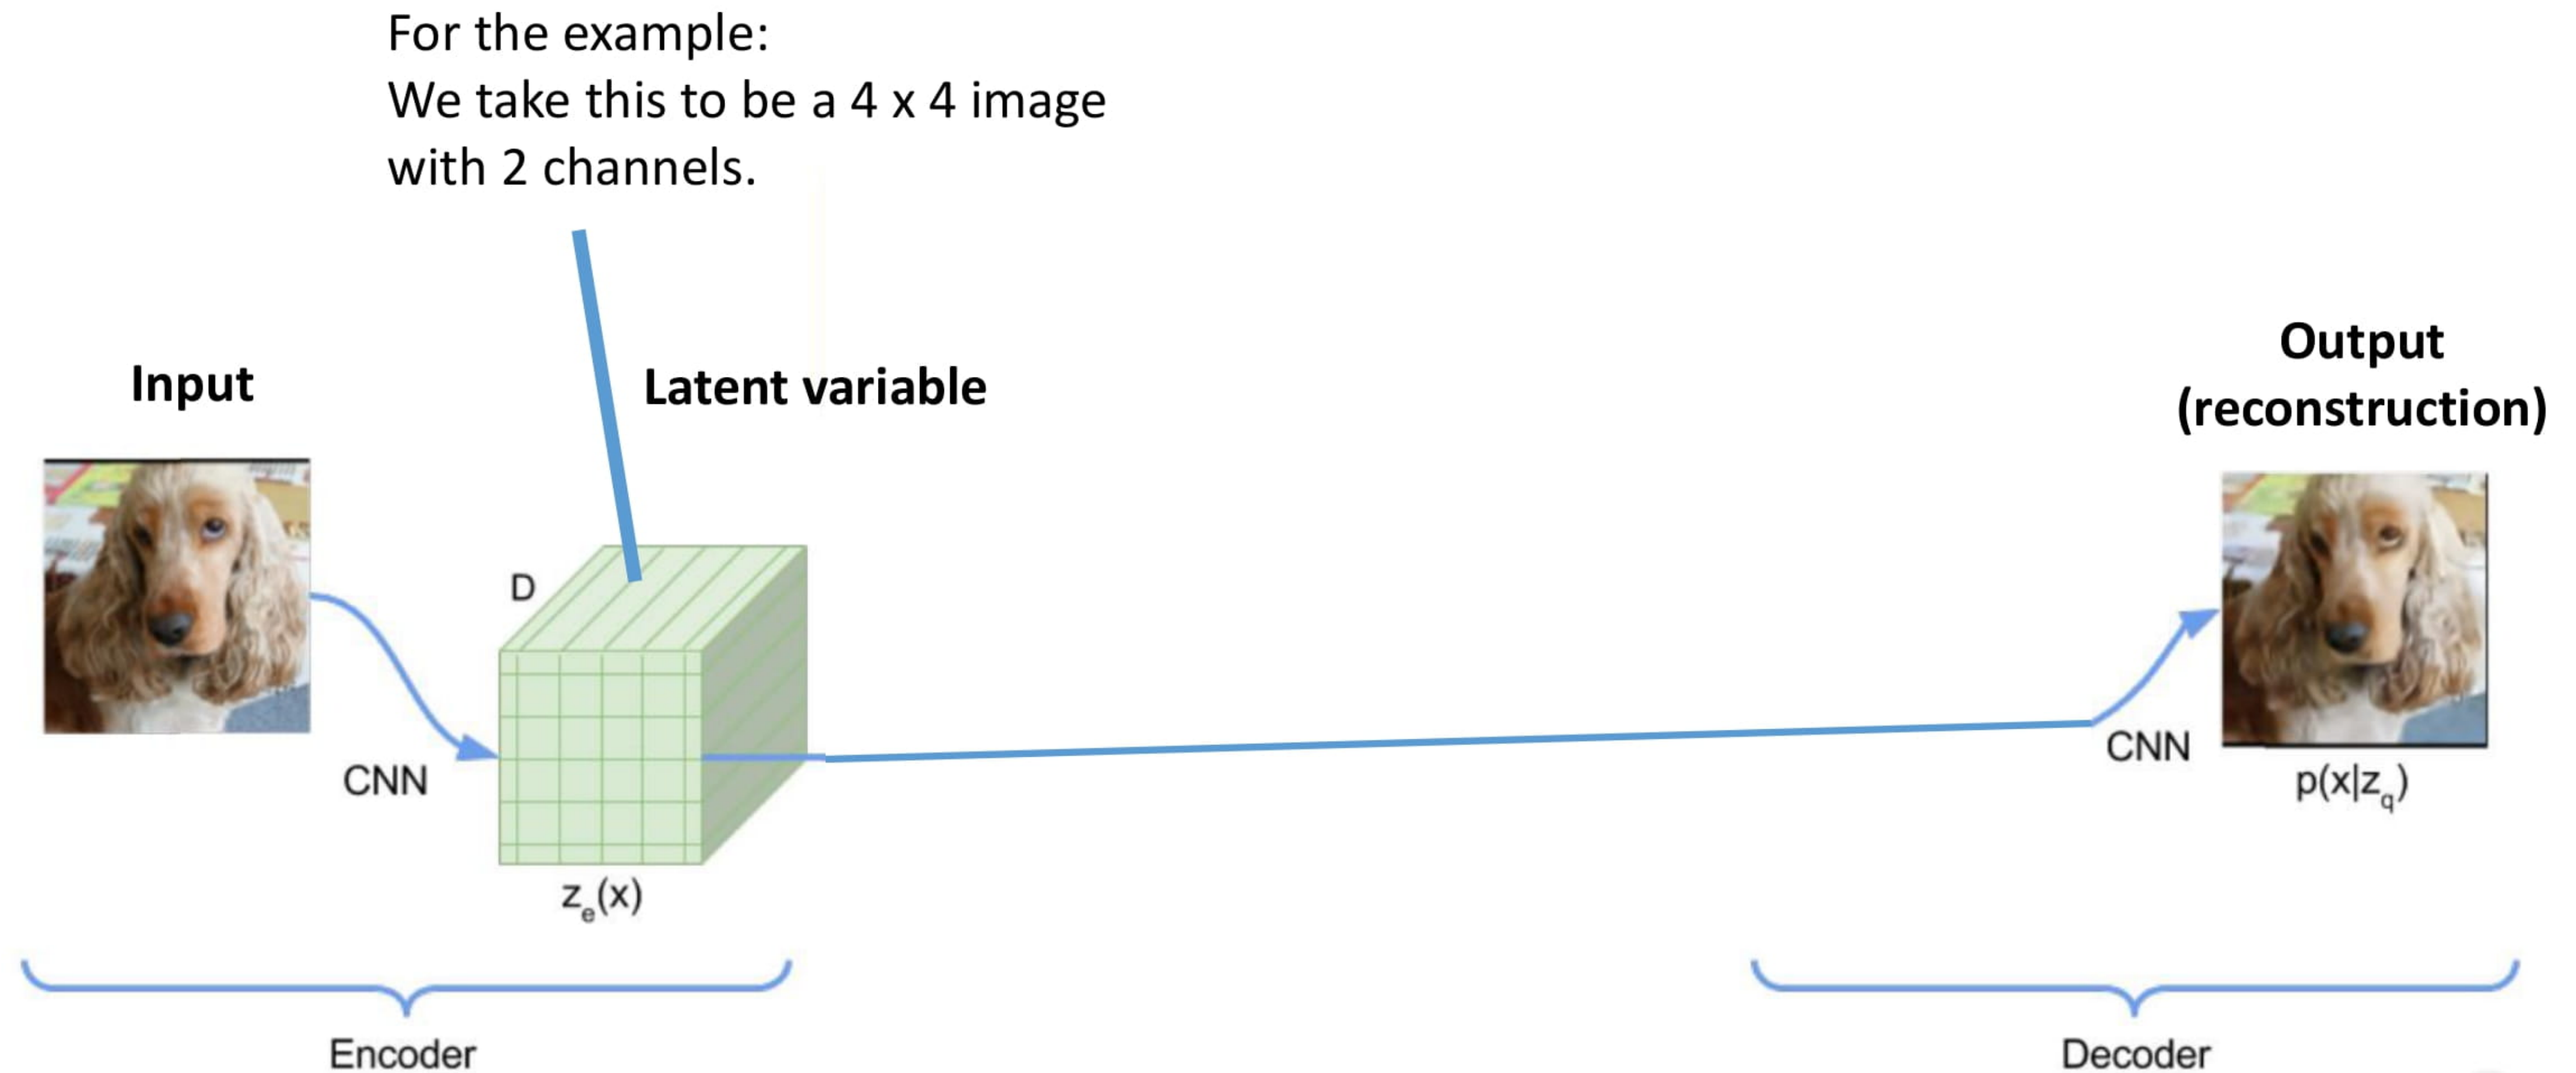 For the example:
We take this to be a 4 x 4 image
with 2 channels.
Input
Latent variable
Output
(reconstruction)
D
CNN
CNN
z_e(x)
p(x|z_q)
Encoder
Decoder